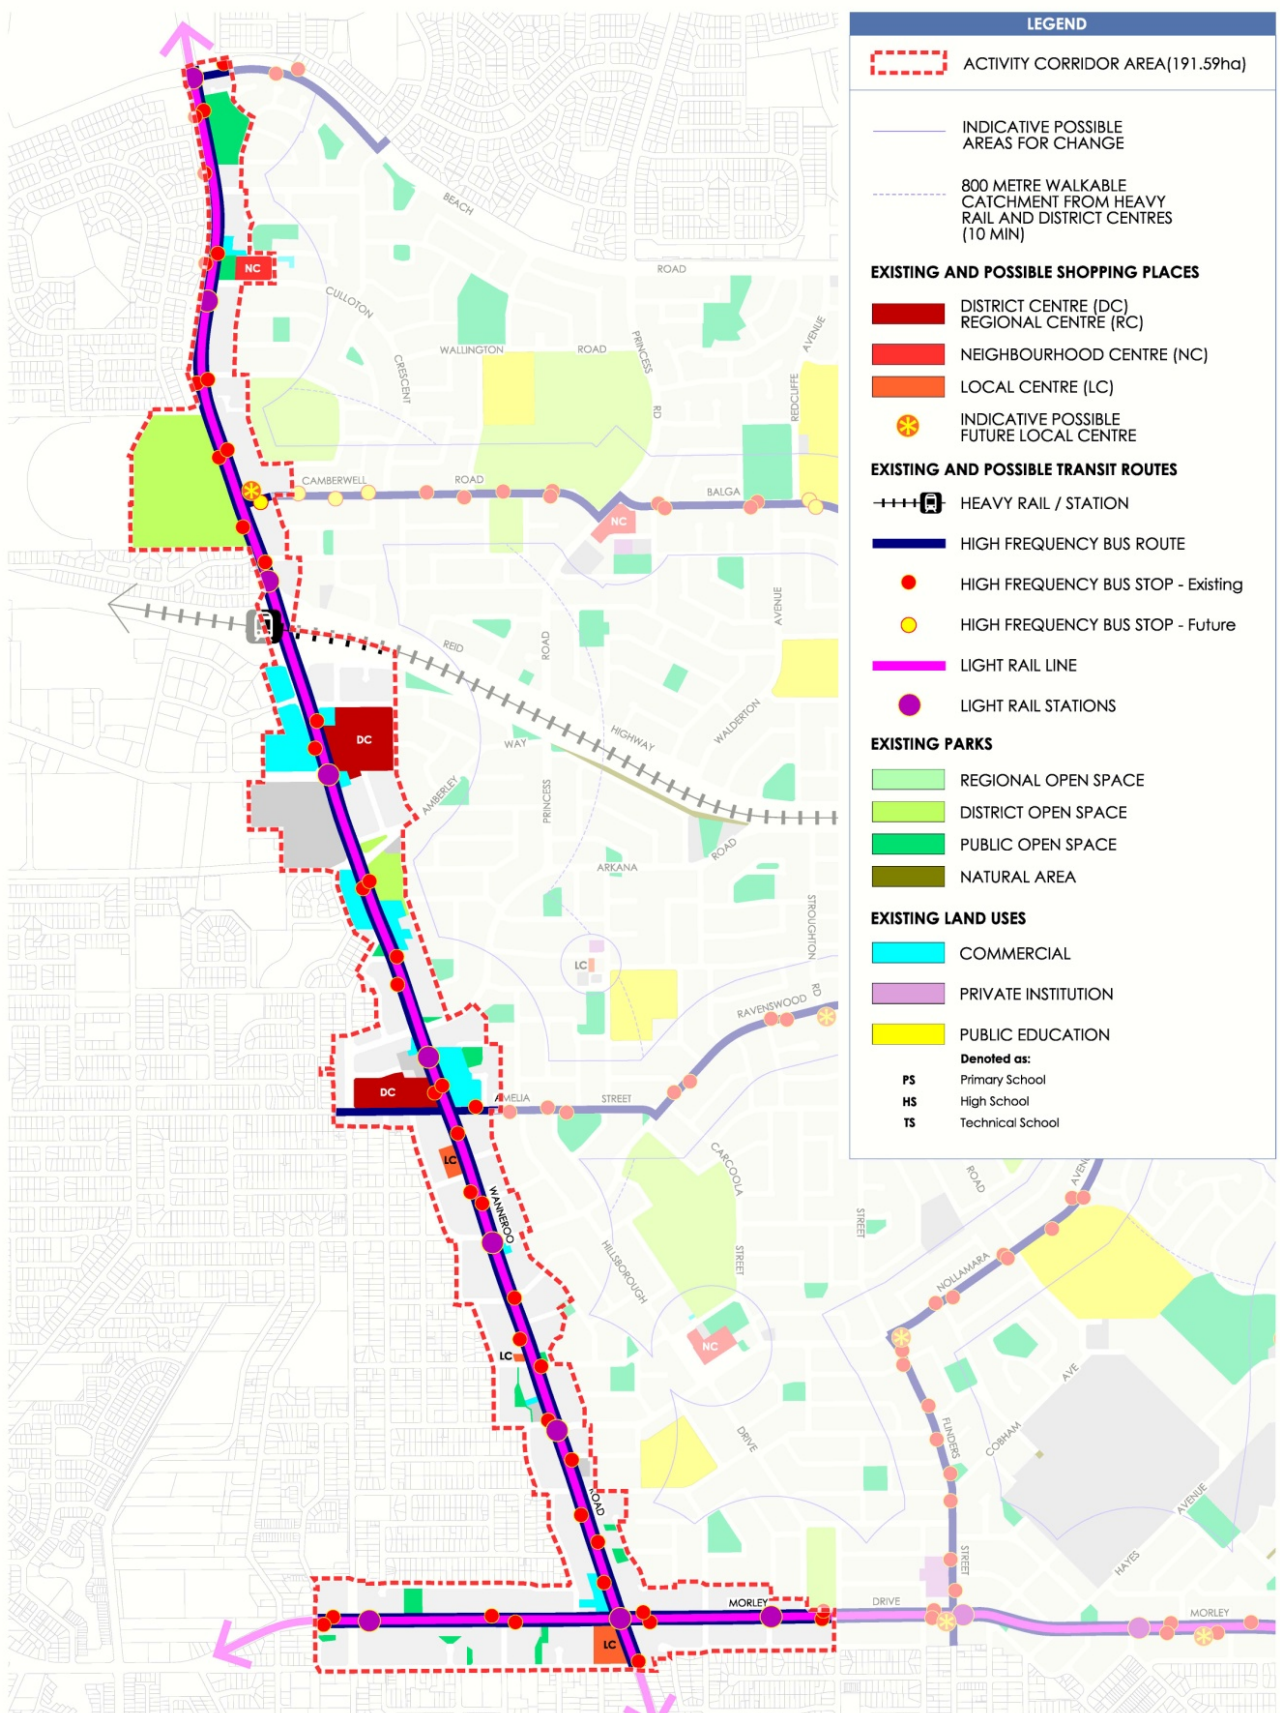 LEGEND
ACTIVITY CORRIDOR AREA(191.59ha)
INDICATIVE POSSIBLE
AREAS FOR CHANGE
800 METRE WALKABLE
CATCHMENT FROM HEAVY
RAIL AND DISTRICT CENTRES
(10 MIN)
EXISTING AND POSSIBLE SHOPPING PLACES
DISTRICT CENTRE (DC)
REGIONAL CENTRE (RC)
NEIGHBOURHOOD CENTRE (NC)
LOCAL CENTRE (LC)
INDICATIVE POSSIBLE
FUTURE LOCAL CENTRE
EXISTING AND POSSIBLE TRANSIT ROUTES
HEAVY RAIL / STATION
HIGH FREQUENCY BUS ROUTE
HIGH FREQUENCY BUS STOP - Existing
HIGH FREQUENCY BUS STOP - Future
LIGHT RAIL LINE
LIGHT RAIL STATIONS
EXISTING PARKS
REGIONAL OPEN SPACE
DISTRICT OPEN SPACE
PUBLIC OPEN SPACE
NATURAL AREA
EXISTING LAND USES
COMMERCIAL
PRIVATE INSTITUTION
PUBLIC EDUCATION
Denoted as:
PS Primary School
HS High School
TS Technical School
BEACH
ROAD
NC
CULLOTON
CRESCENT
WALLINGTON
ROAD
PRINCESS
RD
REDCLIFFE
AVENUE
CAMBERWELL
ROAD
BALGA
NC
AVENUE
REID
ROAD
HIGHWAY
WALDERTON
DC
WAY
AMBERLEY
PRINCESS
ROAD
ARKANA
STROUGHTON
RD
LC
RAVENSWOOD
DC
AMELIA
STREET
LC
WANNEROO
CARCOOLA
STREET
HILLSBOROUGH
STREET
ROAD
NOLLAMARA
NC
LC
DRIVE
AVE
COBHAM
FLINDERS
AVENUE
HAYES
STREET
ROAD
MORLEY
DRIVE
MORLEY
LC